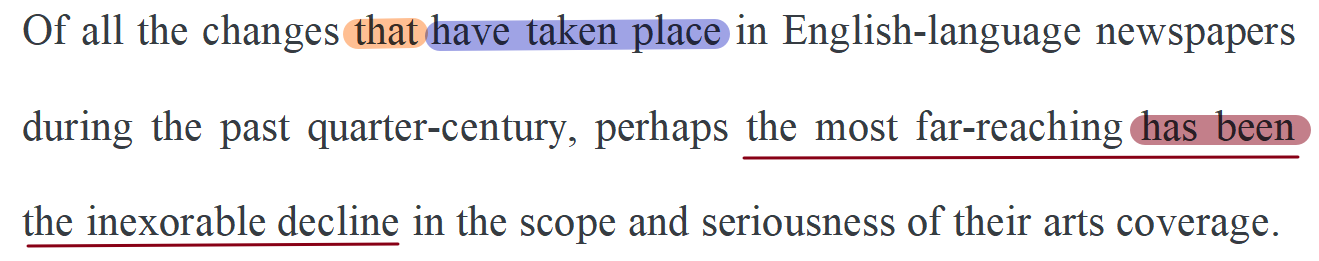 Of all the changes that have taken place in English-language newspapers
during the past quarter-century, perhaps the most far-reaching has been
the inexorable decline in the scope and seriousness of their arts coverage.